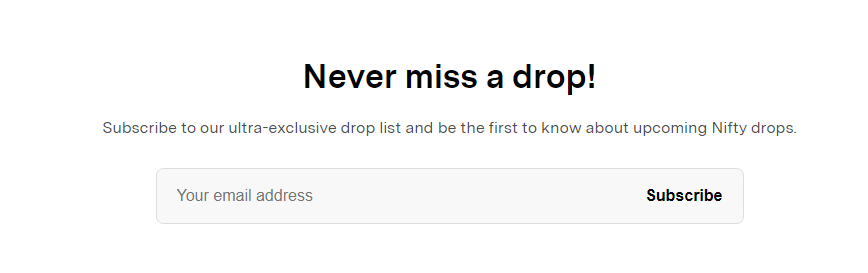 Never miss a drop!
Subscribe to our ultra-exclusive drop list and be the first to know about upcoming Nifty drops.
Your email address Subscribe